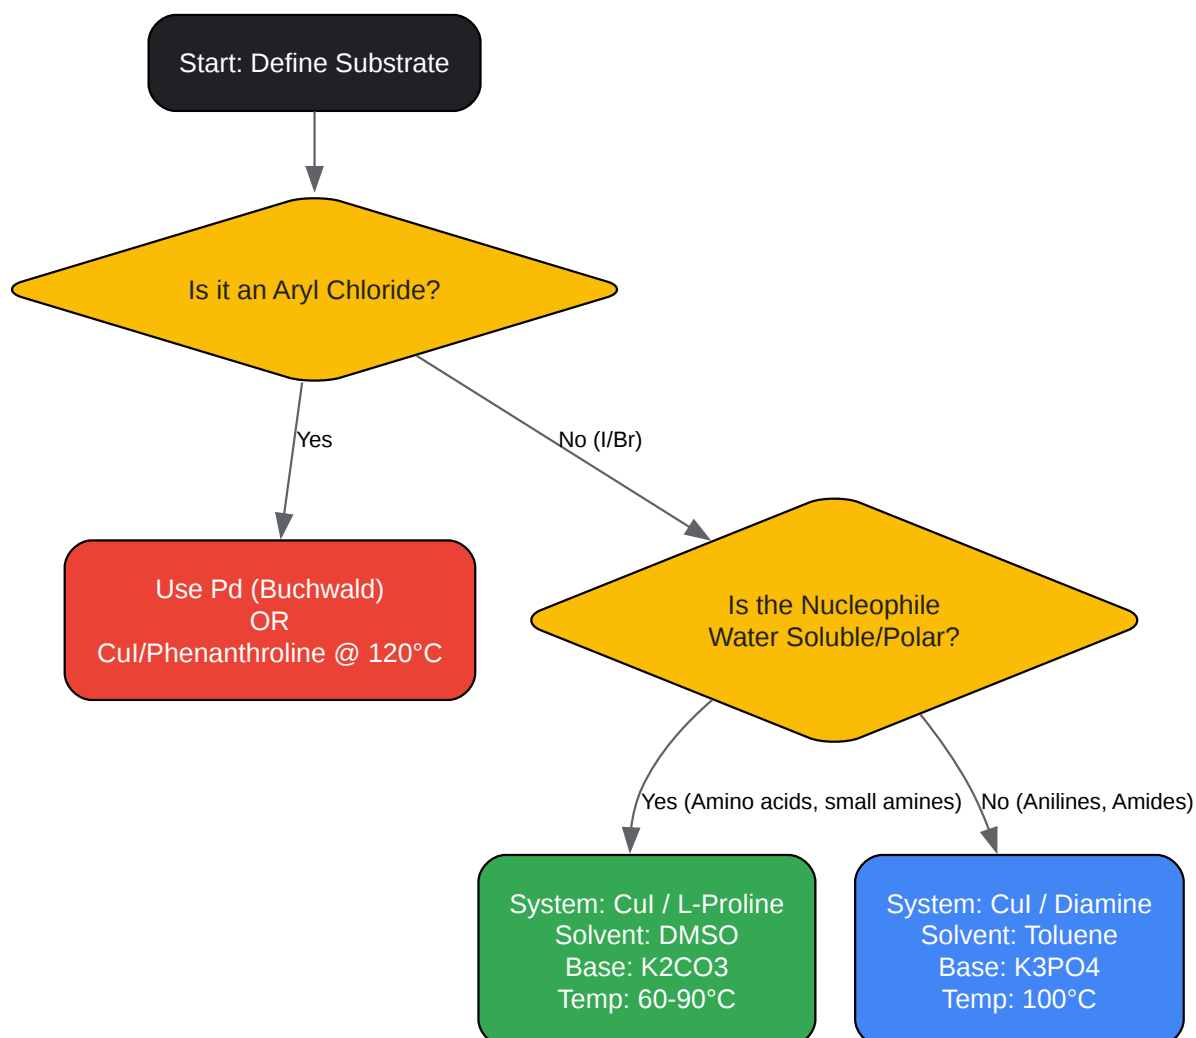 Start: Define Substrate
Is it an Aryl Chloride?
Yes
No (I/Br)
Use Pd (Buchwald)
OR
CuI/Phenanthroline @ 120°C
Is the Nucleophile
Water Soluble/Polar?
Yes (Amino acids, small amines)
No (Anilines, Amides)
System: CuI / L-Proline
Solvent: DMSO
Base: K2CO3
Temp: 60-90°C
System: CuI / Diamine
Solvent: Toluene
Base: K3PO4
Temp: 100°C